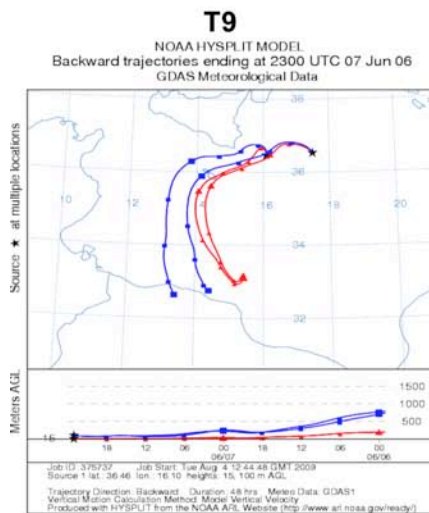 T9
NOAA HYSPLIT MODEL
Backward trajectories ending at 2300 UTC 07 Jun 06
GDAS Meteorological Data
Source ★ at multiple locations
38
36
34
32
10
12
14
16
18
20
Meters AGL
1500
1000
500
15
18 12 06 00 18 12 06 00
06/07 06/06
Job ID: 375737 Job Start: Tue Aug 4 12:44:48 GMT 2009
Source 1 lat.: 36.46 lon.: 16.10 heights: 15, 100 m AGL
Trajectory Direction: Backward Duration: 48 hrs Meteo Data: GDAS1
Vertical Motion Calculation Method: Model Vertical Velocity
Produced with HYSPLIT from the NOAA ARL Website (http://www.arl.noaa.gov/ready/)